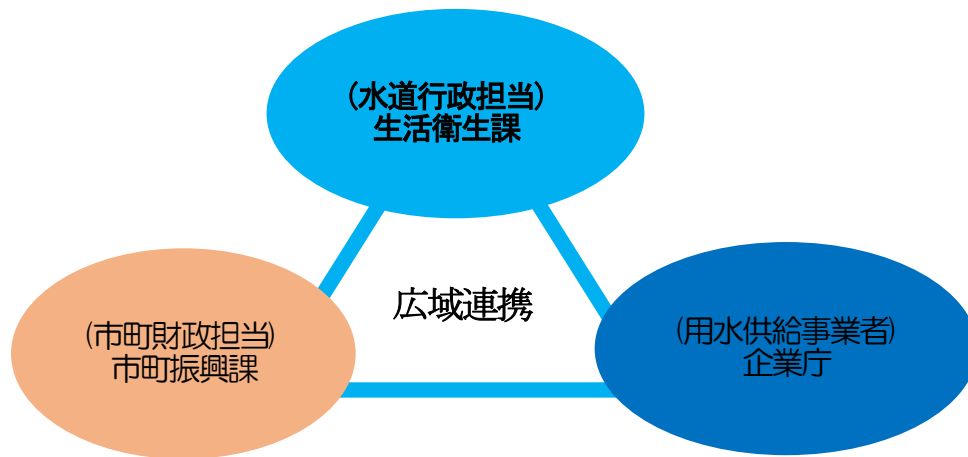 (水道行政担当)
生活衛生課
広域連携
(市町財政担当)
市町振興課
(用水供給事業者)
企業庁